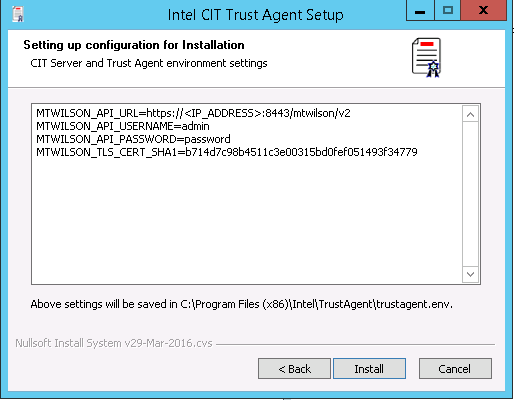 Intel CIT Trust Agent Setup
Setting up configuration for Installation
CIT Server and Trust Agent environment settings
MTWILSON_API_URL=https://<IP_ADDRESS>:8443/mtwilson/v2
MTWILSON_API_USERNAME=admin
MTWILSON_API_PASSWORD=password
MTWILSON_TLS_CERT_SHA1=b714d7c98b4511c3e00315bd0fef051493f34779
Above settings will be saved in C:\Program Files (x86)\Intel\TrustAgent\trustagent.env.
Nullsoft Install System v29-Mar-2016.cvs
< Back
Install
Cancel